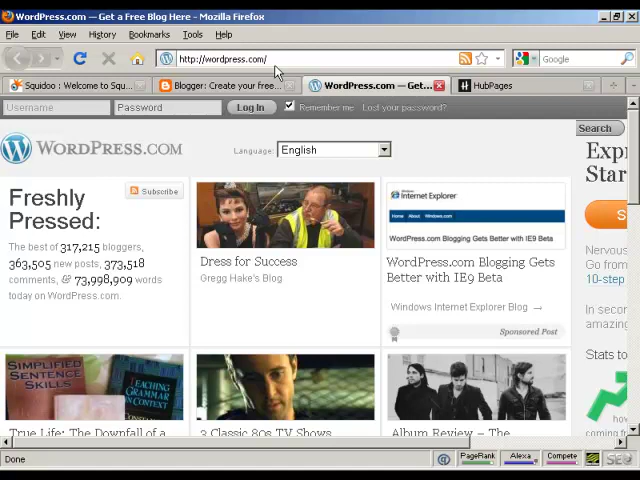 WordPress.com — Get a Free Blog Here - Mozilla Firefox
File Edit View History Bookmarks Tools Help
http://wordpress.com/
Google
Squidoo : Welcome to Squ...
Blogger: Create your free...
WordPress.com — Get...
HubPages
Username
Password
Log in
Remember me
Lost your password?
Search
WORDPRESS.COM
Language:
English
Expr
Star
Freshly
Pressed:
Subscribe
The best of 317,215 bloggers,
363,505 new posts, 373,518
comments, & 73,998,909 words
today on WordPress.com.
Dress for Success
Gregg Hake's Blog
Internet Explorer
Home About Windows.com
WordPress.com Blogging Gets Better with IE9 Beta
WordPress.com Blogging Gets
Better with IE9 Beta
Windows Internet Explorer Blog →
Sponsored Post
S
Nervous
Go from
10-step
In secon
amazing
Stats to
SIMPLIFIED
SENTENCE
SKILLS
TEACHING
GRAMMAR
IN CONTEXT
True Life: The Downfall of a
3 Classic 80s TV Shows
Album Review – The
follow
coming from
Done
PageRank
Alexa
Compete
SEO